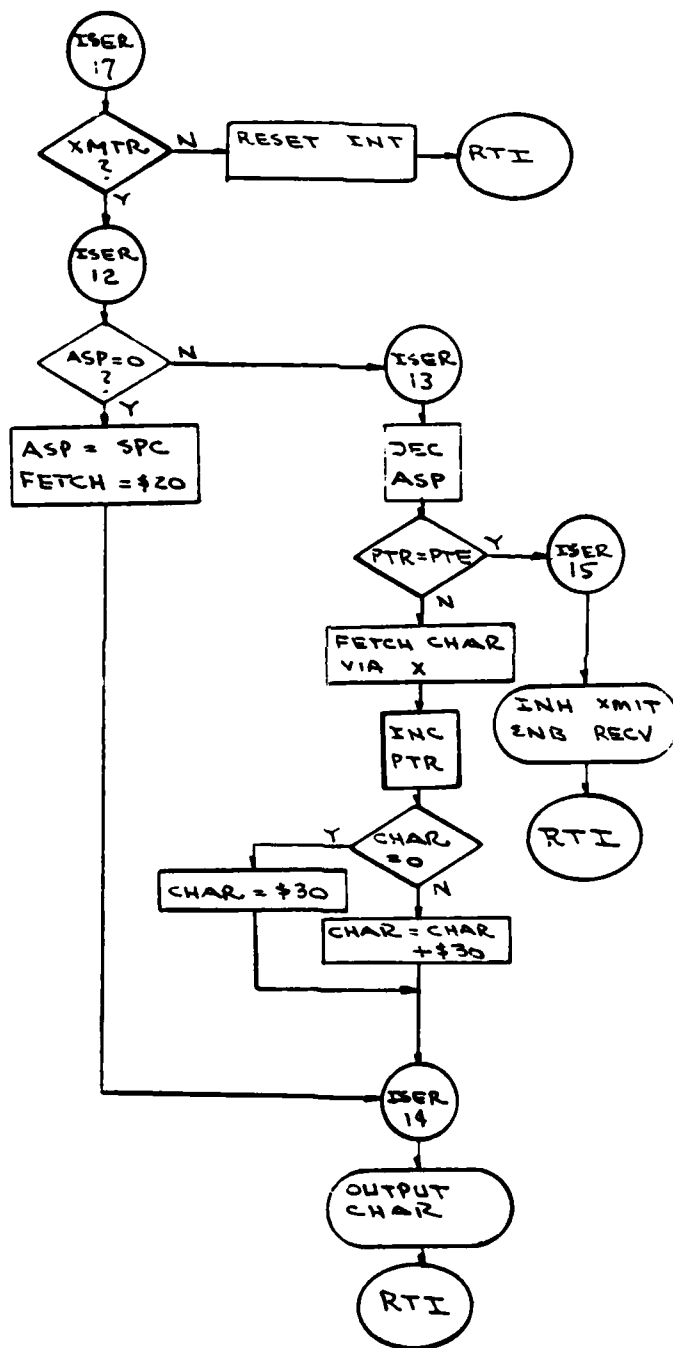 ISER
17
XMTR
?
N
RESET INT
RTI
Y
ISER
12
ASP=0
?
N
ISER
13
Y
ASP = SPC
FETCH = $20
DEC
ASP
PTR=PTE
Y
ISER
15
N
FETCH CHAR
VIA X
INH XMIT
ENB RECV
INC
PTR
RTI
CHAR
=0
Y
N
CHAR = $30
CHAR = CHAR
+$30
ISER
14
OUTPUT
CHAR
RTI